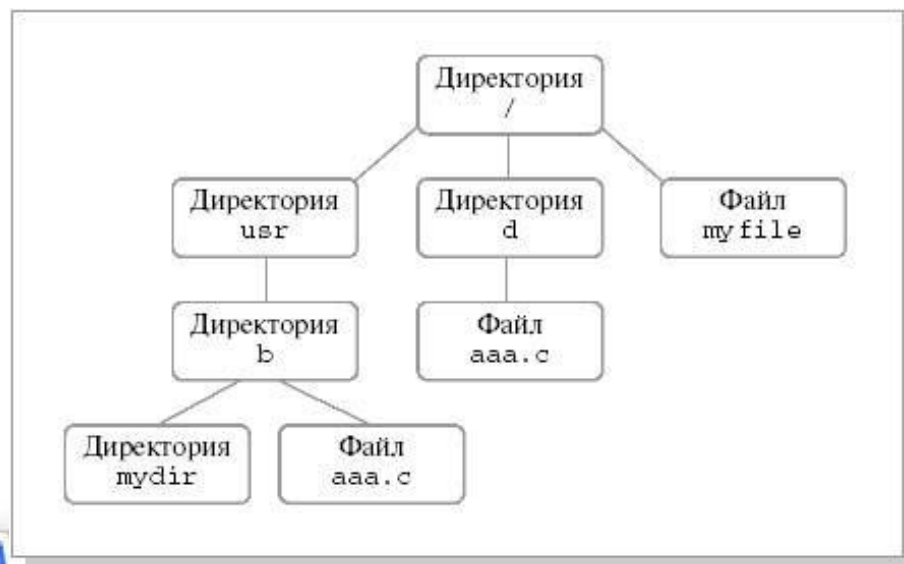 Директория
/
Директория
usr
Директория
d
Файл
myfile
Директория
b
Файл
aaa.c
Директория
mydir
Файл
aaa.c